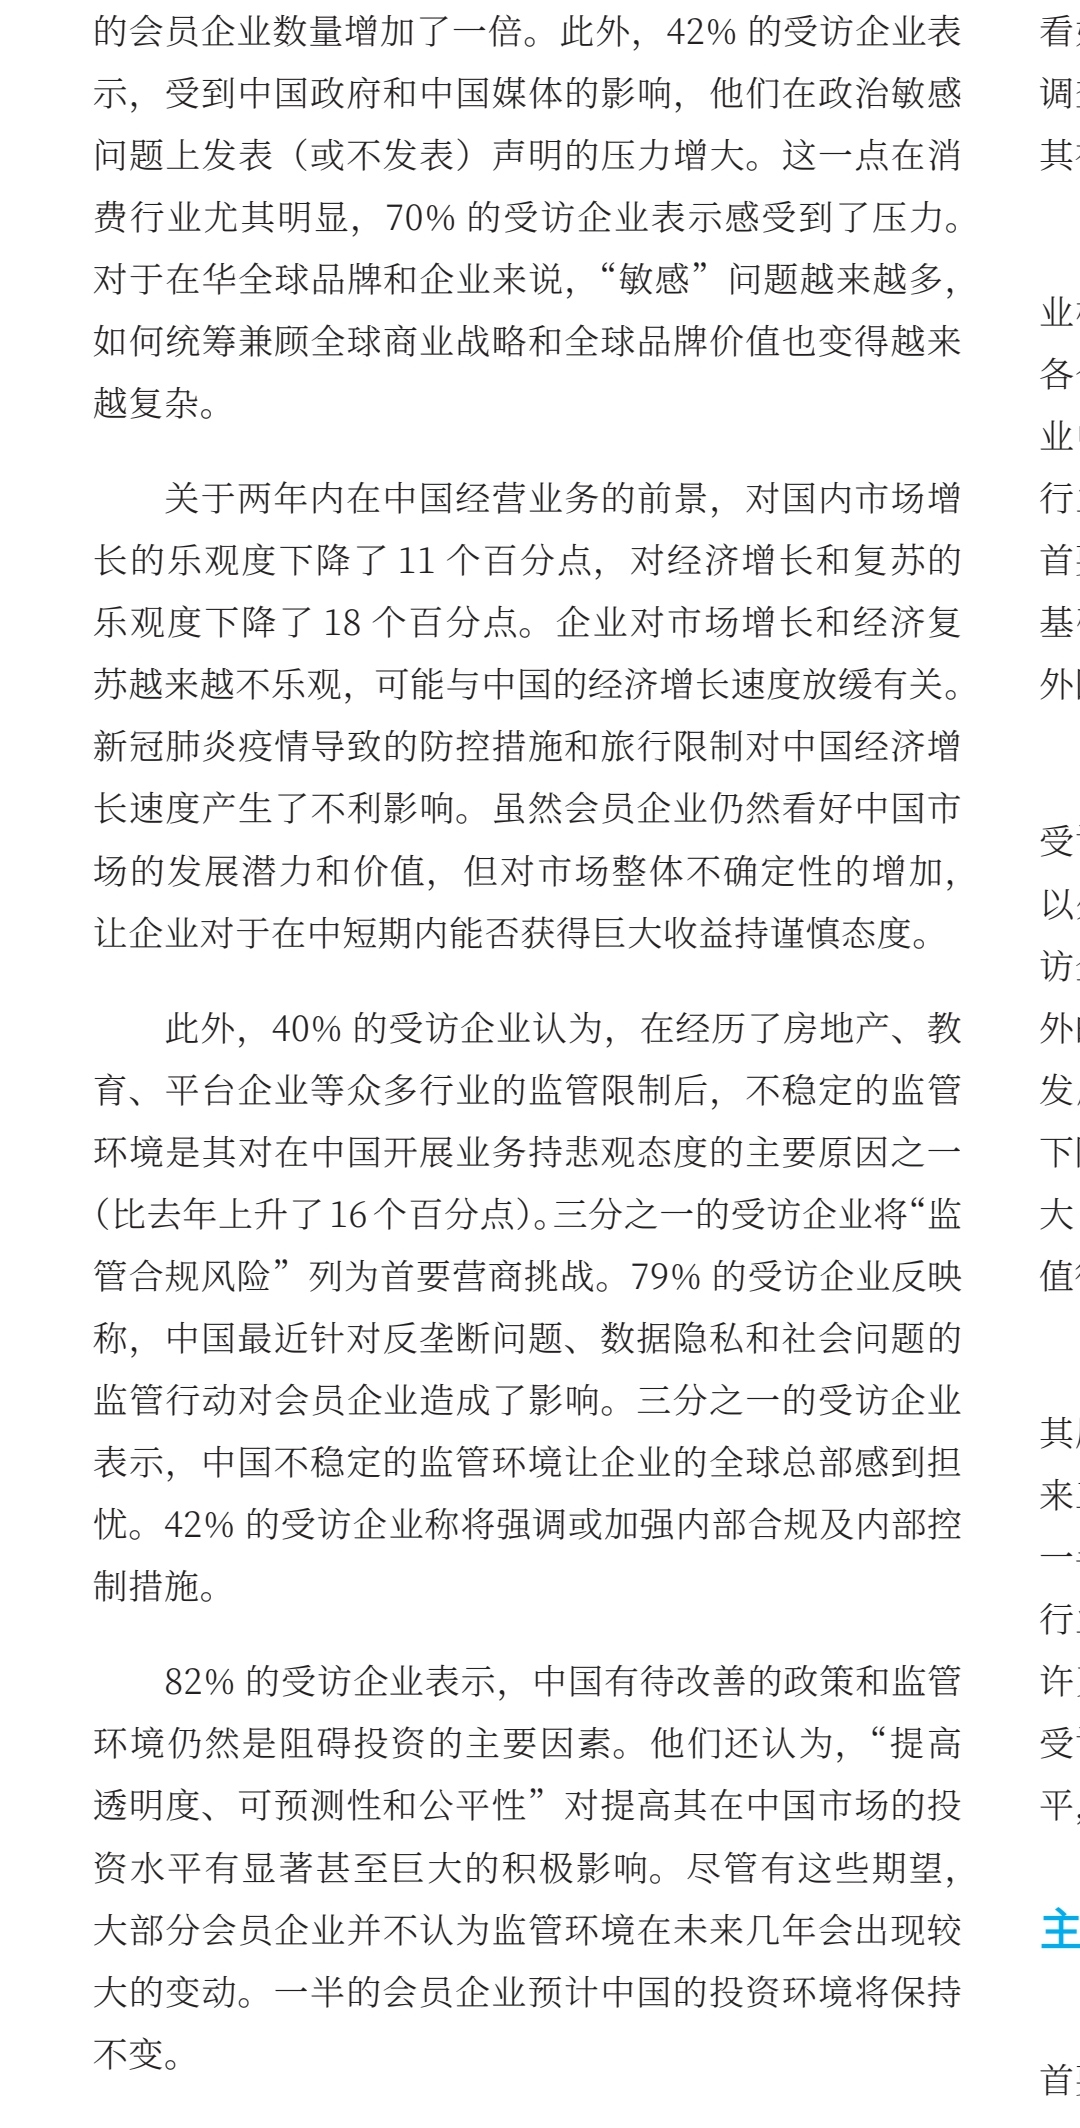 的会员企业数量增加了一倍。此外，42% 的受访企业表
示，受到中国政府和中国媒体的影响，他们在政治敏感
问题上发表（或不发表）声明的压力增大。这一点在消
费行业尤其明显，70% 的受访企业表示感受到了压力。
对于在华全球品牌和企业来说，“敏感”问题越来越多，
如何统筹兼顾全球商业战略和全球品牌价值也变得越来
越复杂。
关于两年内在中国经营业务的前景，对国内市场增
长的乐观度下降了 11 个百分点，对经济增长和复苏的
乐观度下降了 18 个百分点。企业对市场增长和经济复
苏越来越不乐观，可能与中国的经济增长速度放缓有关。
新冠肺炎疫情导致的防控措施和旅行限制对中国经济增
长速度产生了不利影响。虽然会员企业仍然看好中国市
场的发展潜力和价值，但对市场整体不确定性的增加，
让企业对于在中短期内能否获得巨大收益持谨慎态度。
此外，40% 的受访企业认为，在经历了房地产、教
育、平台企业等众多行业的监管限制后，不稳定的监管
环境是其对在中国开展业务持悲观态度的主要原因之一
（比去年上升了16个百分点）。三分之一的受访企业将“监
管合规风险”列为首要营商挑战。79% 的受访企业反映
称，中国最近针对反垄断问题、数据隐私和社会问题的
监管行动对会员企业造成了影响。三分之一的受访企业
表示，中国不稳定的监管环境让企业的全球总部感到担
忧。42% 的受访企业称将强调或加强内部合规及内部控
制措施。
82% 的受访企业表示，中国有待改善的政策和监管
环境仍然是阻碍投资的主要因素。他们还认为，“提高
透明度、可预测性和公平性”对提高其在中国市场的投
资水平有显著甚至巨大的积极影响。尽管有这些期望，
大部分会员企业并不认为监管环境在未来几年会出现较
大的变动。一半的会员企业预计中国的投资环境将保持
不变。
看
调
其
业
各
业
行
首
基
外
受
以
访
外
发
下
大
值
其
来
一
行
许
受
平，
主
首